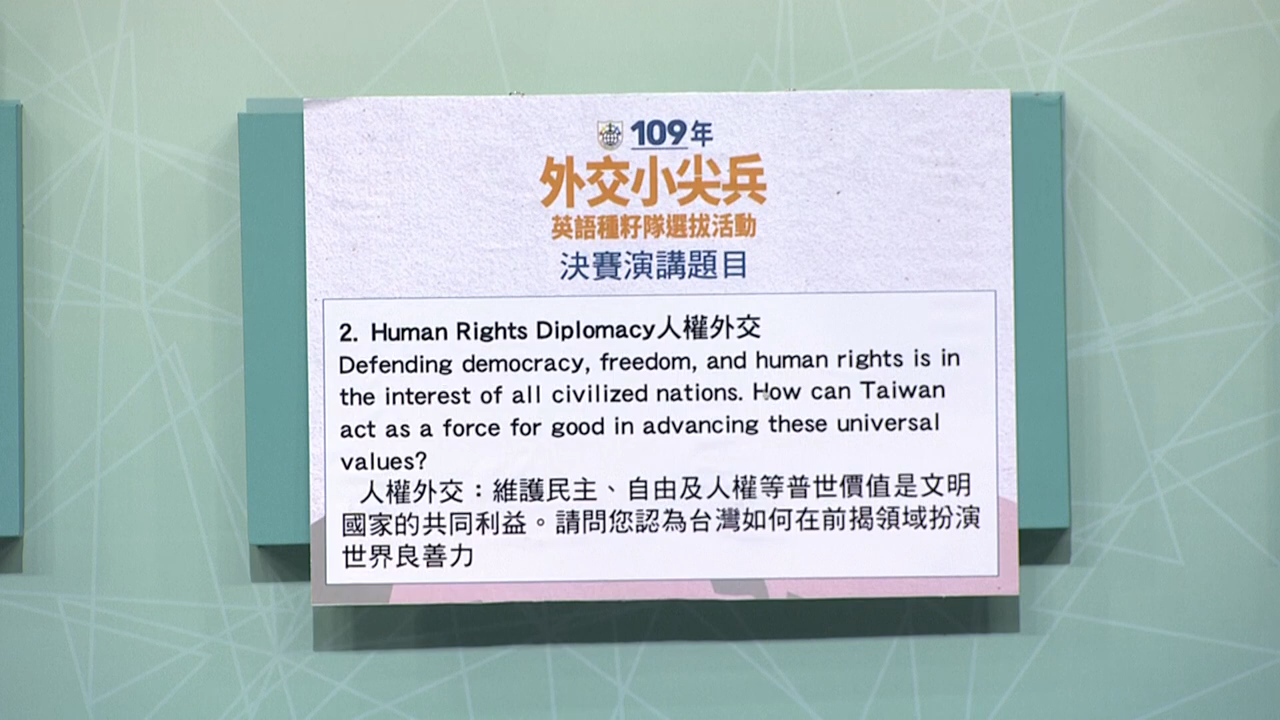 109年
外交小尖兵
英語種籽隊選拔活動
決賽演講題目
2. Human Rights Diplomacy人權外交
Defending democracy, freedom, and human rights is in
the interest of all civilized nations. How can Taiwan
act as a force for good in advancing these universal
values?
人權外交：維護民主、自由及人權等普世價值是文明
國家的共同利益。請問您認為台灣如何在前揭領域扮演
世界良善力